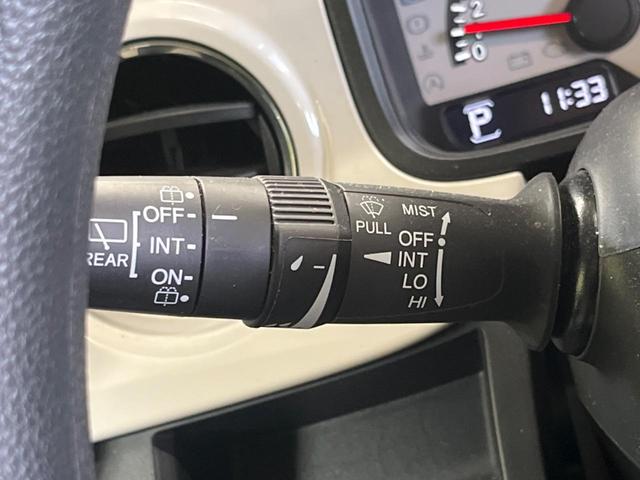 2
0
P 11:33
OFF
INT
REAR
ON
PULL
MIST
OFF
INT
LO
HI